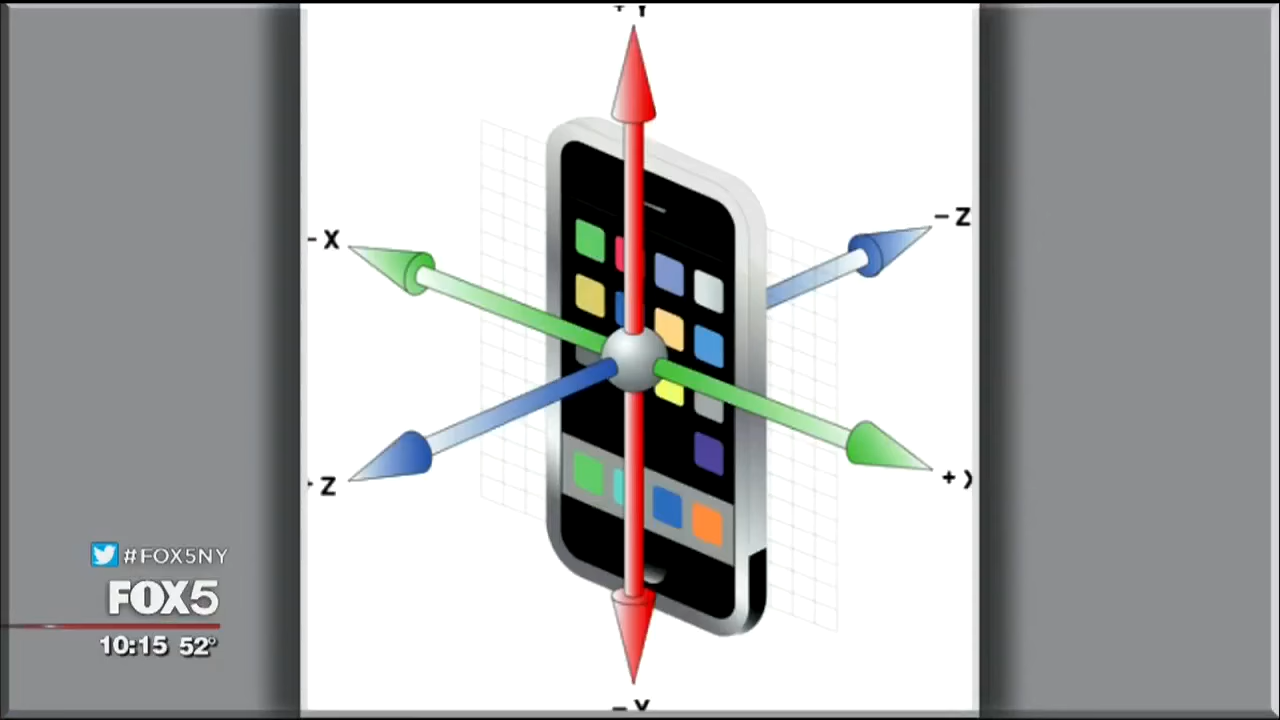 + Y
- Z
- X
Z
+ X
#FOX5NY
FOX5
10:15 52°
- Y